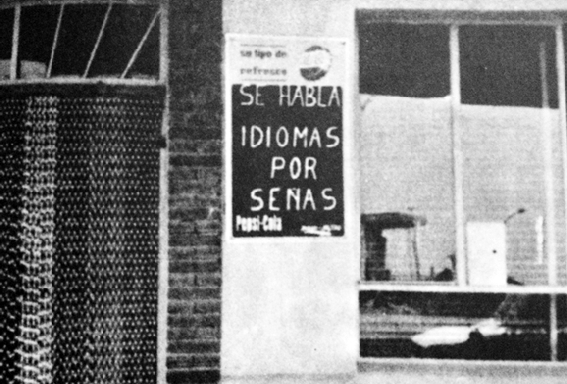 su tipo de
refresco
SE HABLA
IDIOMAS
POR
SEÑAS
Pepsi-Cola